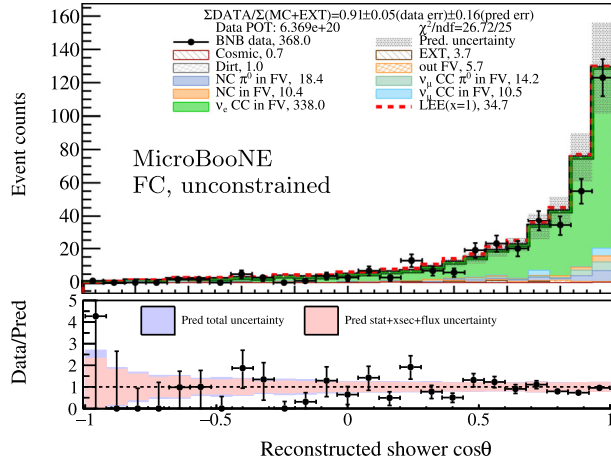 ΣDATA/Σ(MC+EXT)=0.91±0.05(data err)±0.16(pred err)
Data POT: 6.369e+20 χ²/ndf=26.72/25
BNB data, 368.0 Pred. uncertainty
Cosmic, 0.7 EXT, 3.7
Dirt, 1.0 out FV, 5.7
NC π⁰ in FV, 18.4 ν_μ CC π⁰ in FV, 14.2
NC in FV, 10.4 ν_μ CC in FV, 10.5
ν_e CC in FV, 338.0 LEE(x=1), 34.7
MicroBooNE
FC, unconstrained
Event counts
160
140
120
100
80
60
40
20
0
Pred total uncertainty Pred stat+xsec+flux uncertainty
Data/Pred
5
4
3
2
1
0
−1 −0.5 0 0.5 1
Reconstructed shower cosθ